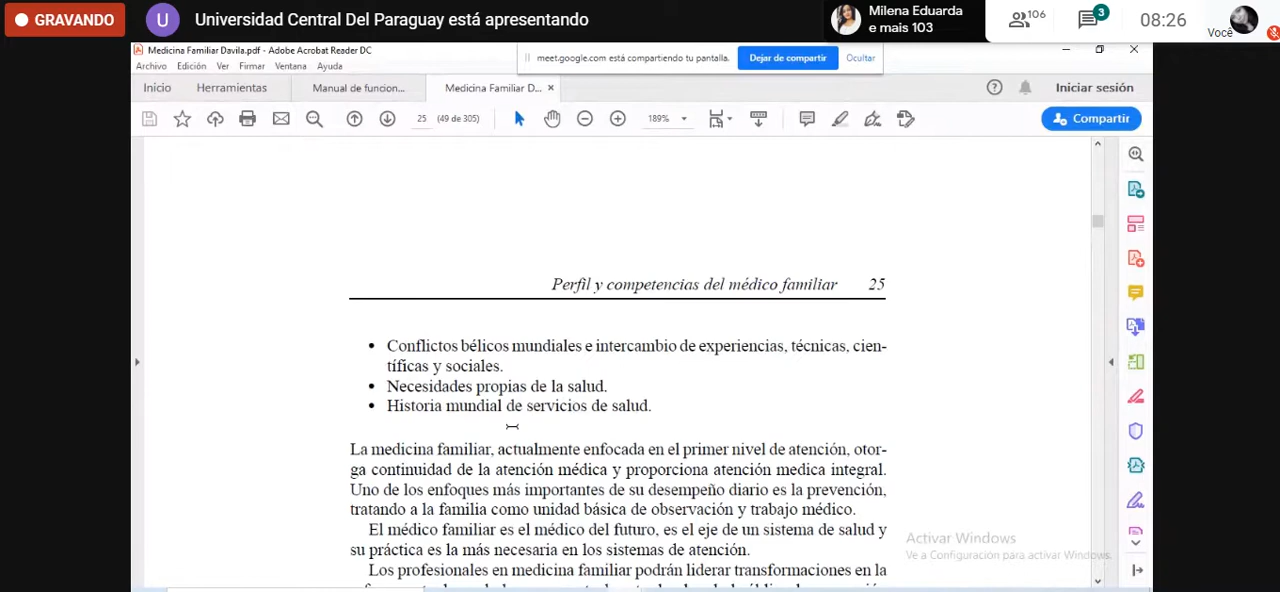 GRAVANDO
U
Universidad Central Del Paraguay está apresentando
Milena Eduarda
e mais 103
106
3
08:26
Você
Medicina Familiar Davila.pdf - Adobe Acrobat Reader DC
meet.google.com está compartiendo tu pantalla.
Dejar de compartir
Ocultar
Archivo Edición Ver Firmar Ventana Ayuda
Inicio
Herramientas
Manual de funcion...
Medicina Familiar D...
Iniciar sesión
25
(49 de 305)
189%
Compartir
Perfil y competencias del médico familiar 25
• Conflictos bélicos mundiales e intercambio de experiencias, técnicas, cien-
tíficas y sociales.
• Necesidades propias de la salud.
• Historia mundial de servicios de salud.
La medicina familiar, actualmente enfocada en el primer nivel de atención, otor-
ga continuidad de la atención médica y proporciona atención medica integral.
Uno de los enfoques más importantes de su desempeño diario es la prevención,
tratando a la familia como unidad básica de observación y trabajo médico.
El médico familiar es el médico del futuro, es el eje de un sistema de salud y
su práctica es la más necesaria en los sistemas de atención.
Los profesionales en medicina familiar podrán liderar transformaciones en la
Activar Windows
Ve a Configuración para activar Windows.